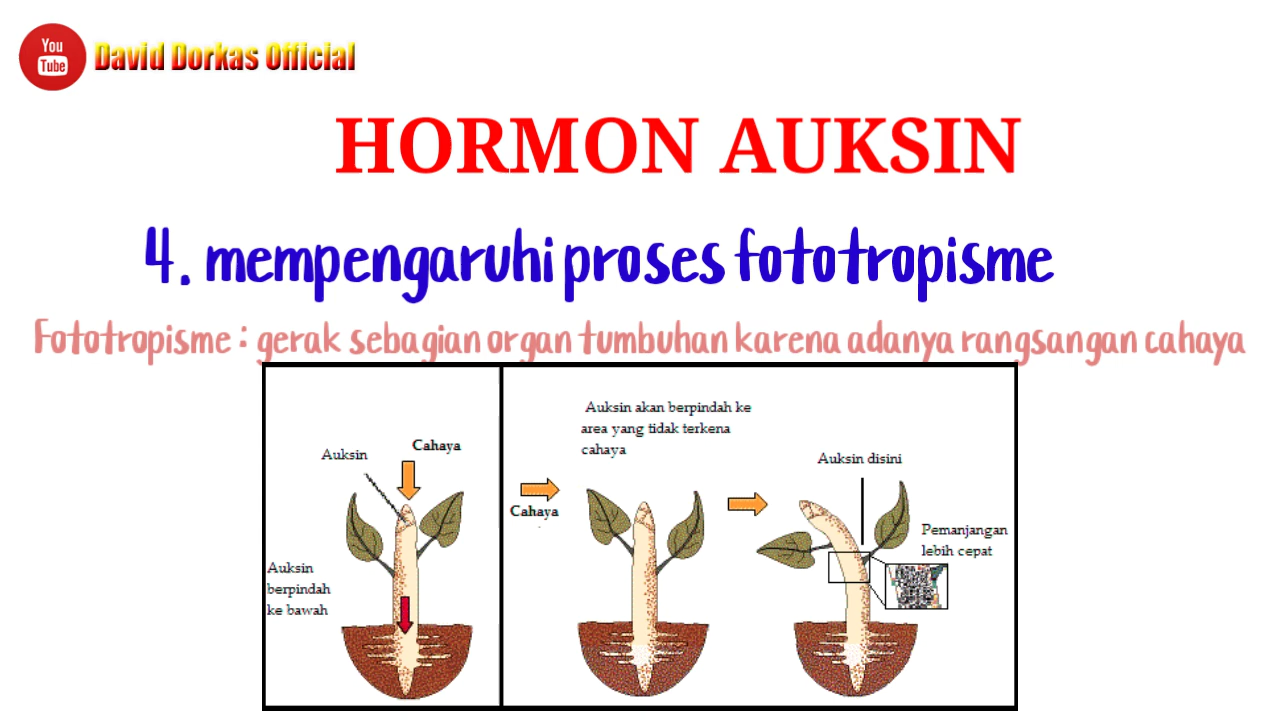 You
Tube
David Dorkas Official
HORMON AUKSIN
4. mempengaruhi proses fototropisme
Fototropisme : gerak sebagian organ tumbuhan karena adanya rangsangan cahaya
Auksin
Cahaya
Auksin
berpindah
ke bawah
Auksin akan berpindah ke
area yang tidak terkena
cahaya
Cahaya
Auksin disini
Pemanjangan
lebih cepat